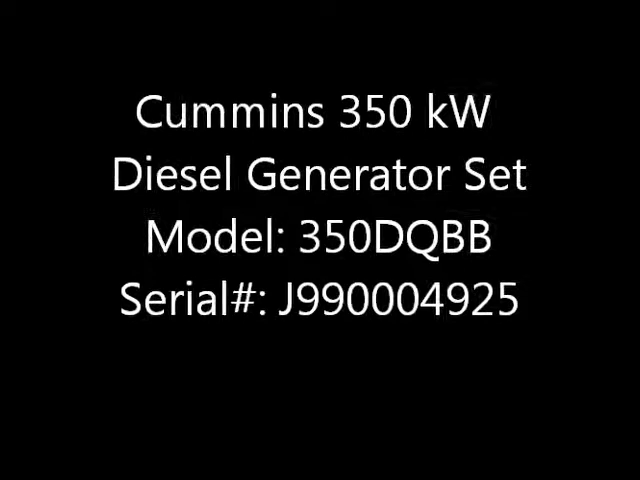 Cummins 350 kW
Diesel Generator Set
Model: 350DQBB
Serial#: J990004925